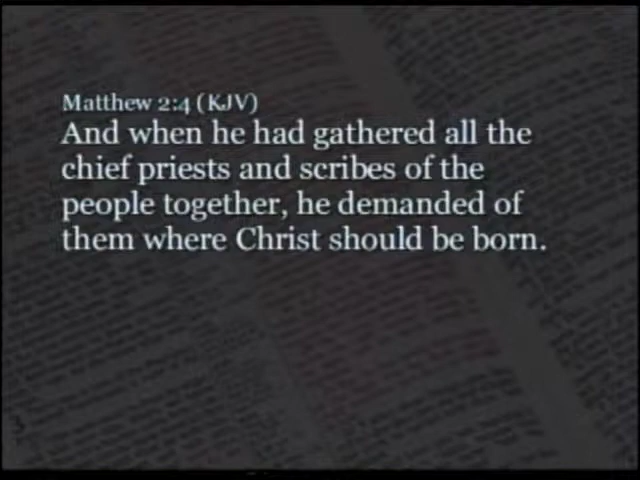 Matthew 2:4 (KJV)
And when he had gathered all the
chief priests and scribes of the
people together, he demanded of
them where Christ should be born.